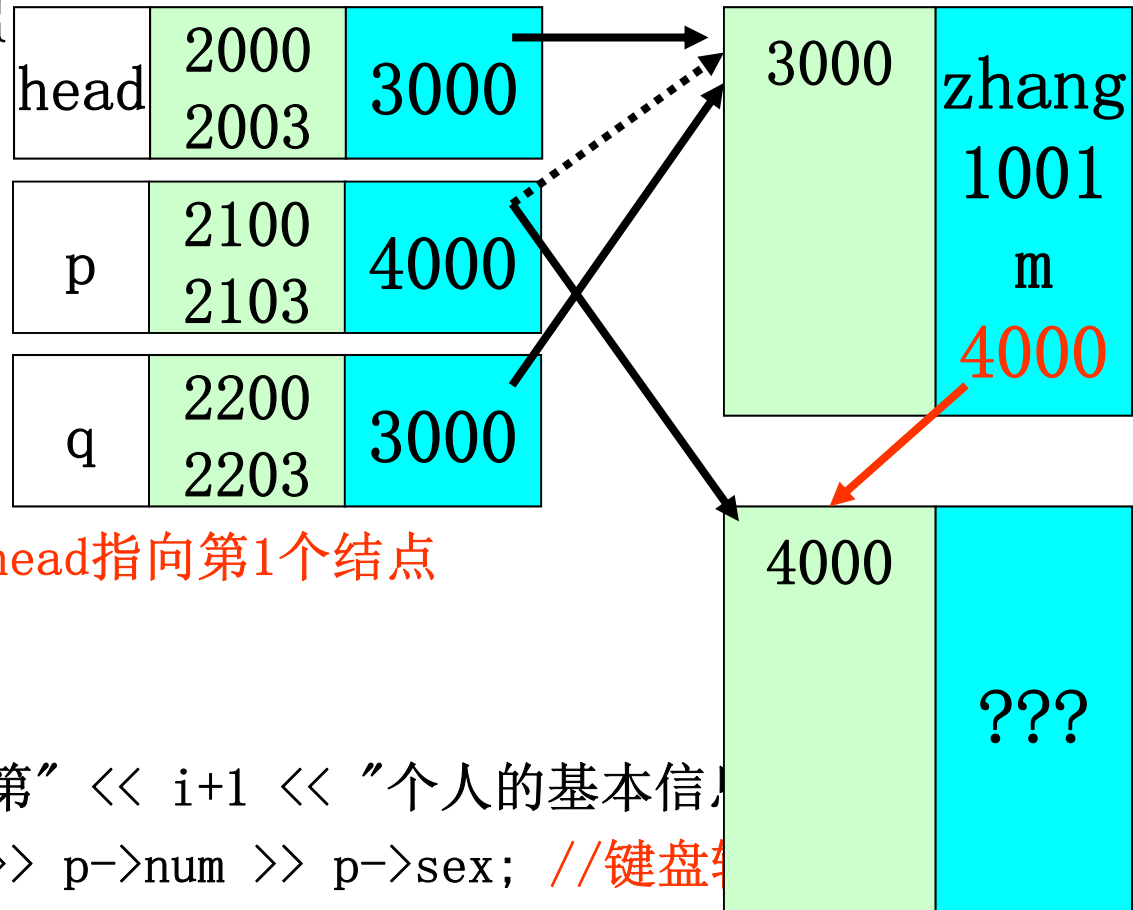 head 2000 3000
2003
p 2100 4000
2103
q 2200 3000
2203
3000 zhang
1001
m
4000
head指向第1个结点
4000 ???
第" << i+1 << "个人的基本信
>> p->num >> p->sex; //键盘